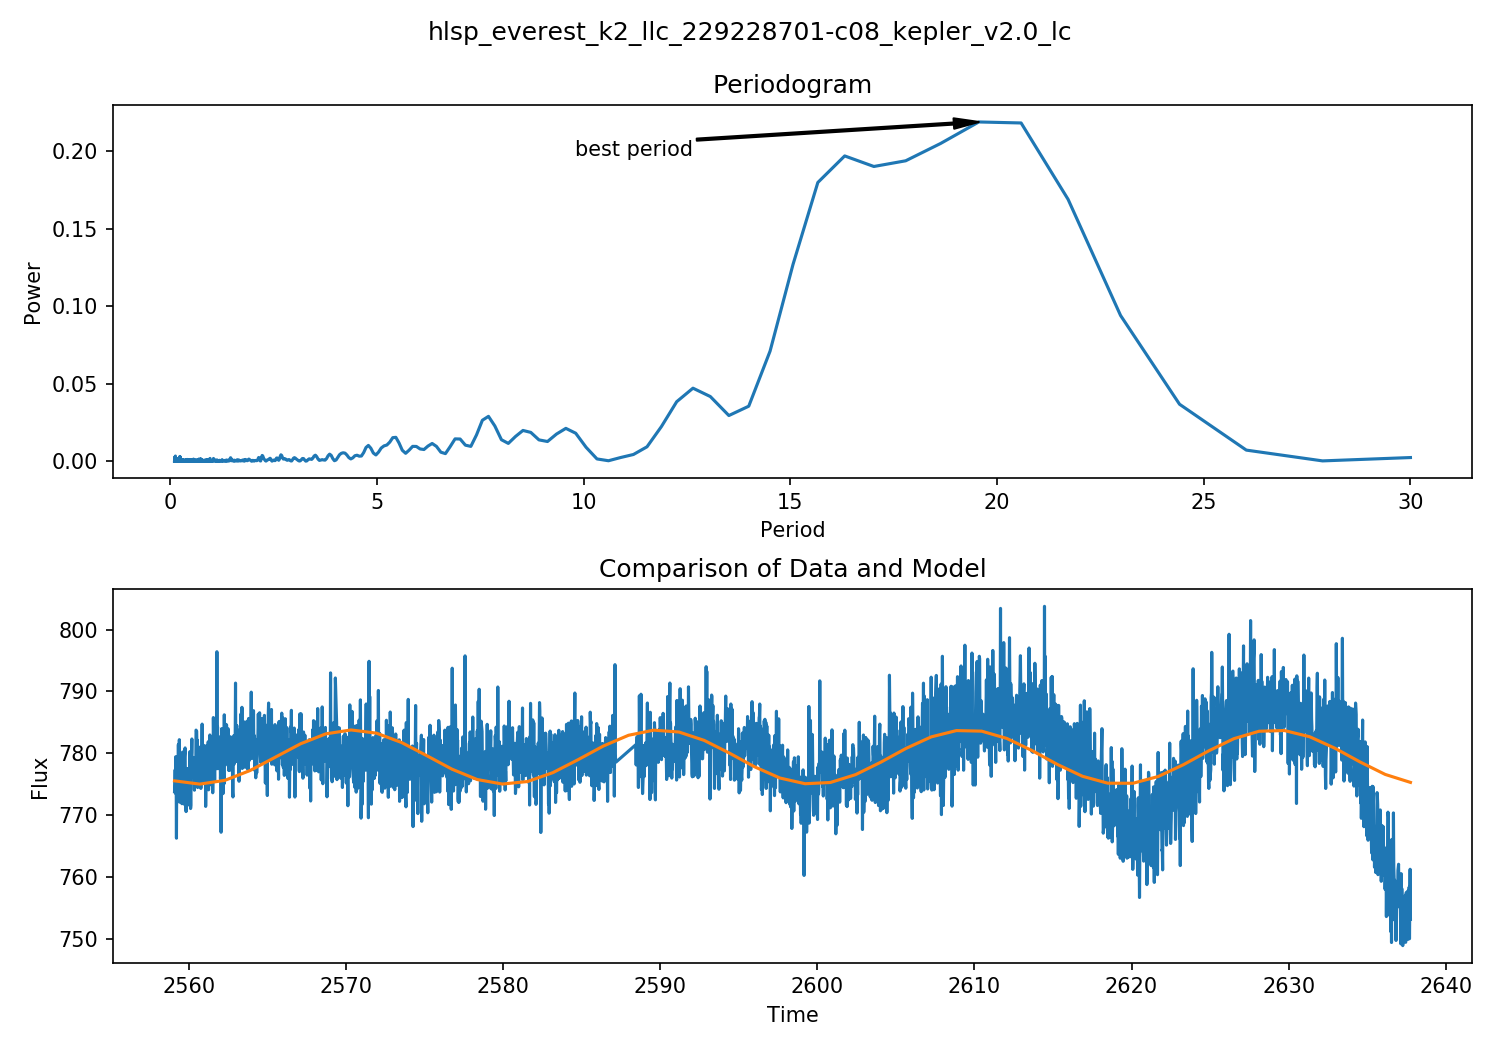 hlsp_everest_k2_llc_229228701-c08_kepler_v2.0_lc
Periodogram
best period
Power
0.20
0.15
0.10
0.05
0.00
0 5 10 15 20 25 30
Period
Comparison of Data and Model
Flux
800
790
780
770
760
750
2560 2570 2580 2590 2600 2610 2620 2630 2640
Time